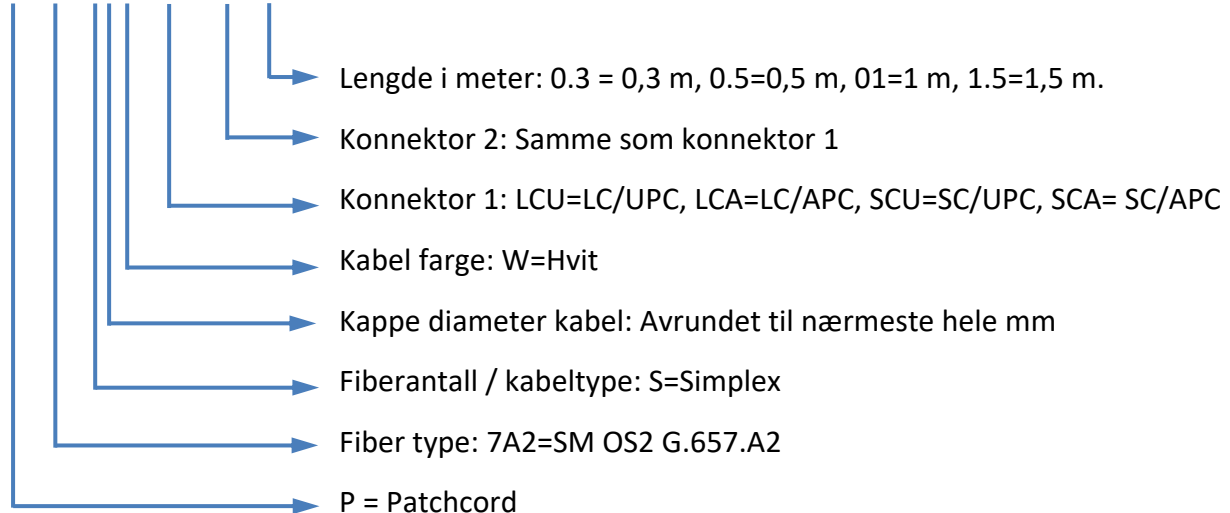 Lengde i meter: 0.3 = 0,3 m, 0.5=0,5 m, 01=1 m, 1.5=1,5 m.
Konnektor 2: Samme som konnektor 1
Konnektor 1: LCU=LC/UPC, LCA=LC/APC, SCU=SC/UPC, SCA= SC/APC
Kabel farge: W=Hvit
Kappe diameter kabel: Avrundet til nærmeste hele mm
Fiberantall / kabeltype: S=Simplex
Fiber type: 7A2=SM OS2 G.657.A2
P = Patchcord